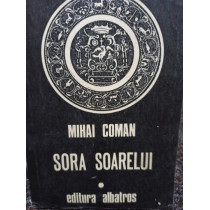 MIHAI COMAN
SORA SOARELUI
editura albatros